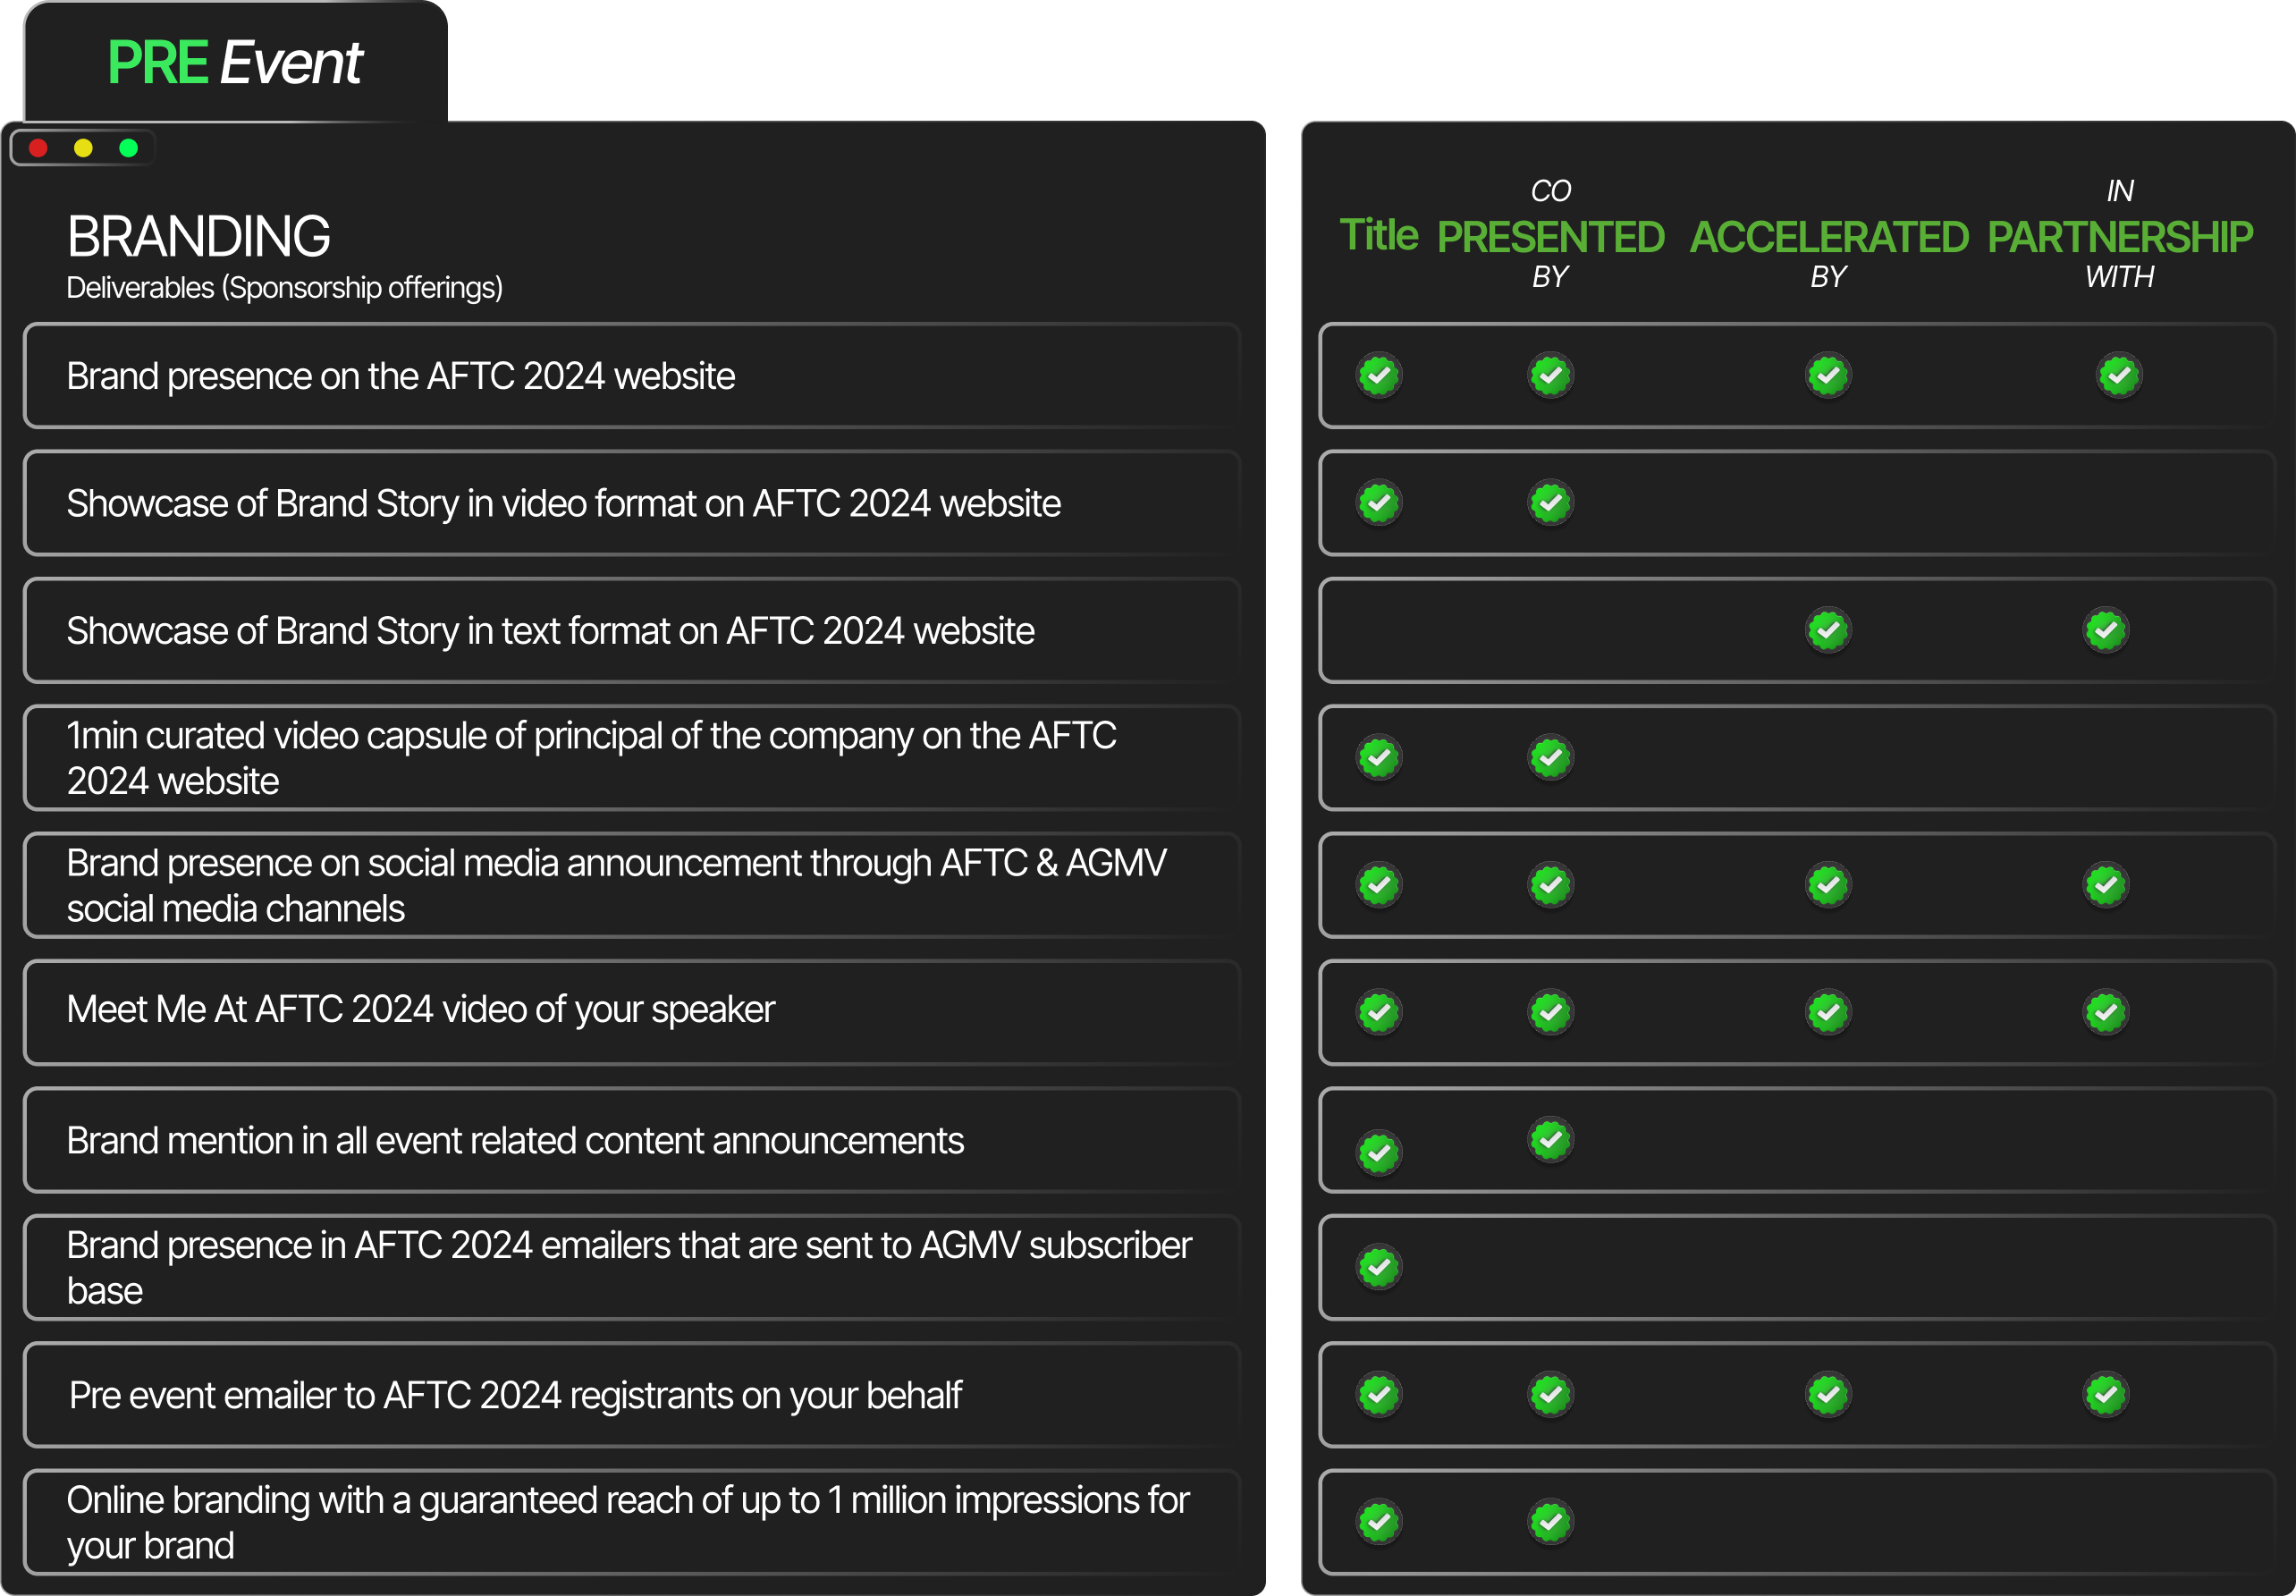 PRE Event
BRANDING
Deliverables (Sponsorship offerings)
CO
Title PRESENTED ACCELERATED PARTNERSHIP
BY BY
IN
WITH
Brand presence on the AFTC 2024 website
Showcase of Brand Story in video format on AFTC 2024 website
Showcase of Brand Story in text format on AFTC 2024 website
1min curated video capsule of principal of the company on the AFTC
2024 website
Brand presence on social media announcement through AFTC & AGMV
social media channels
Meet Me At AFTC 2024 video of your speaker
Brand mention in all event related content announcements
Brand presence in AFTC 2024 emailers that are sent to AGMV subscriber
base
Pre event emailer to AFTC 2024 registrants on your behalf
Online branding with a guaranteed reach of up to 1 million impressions for
your brand